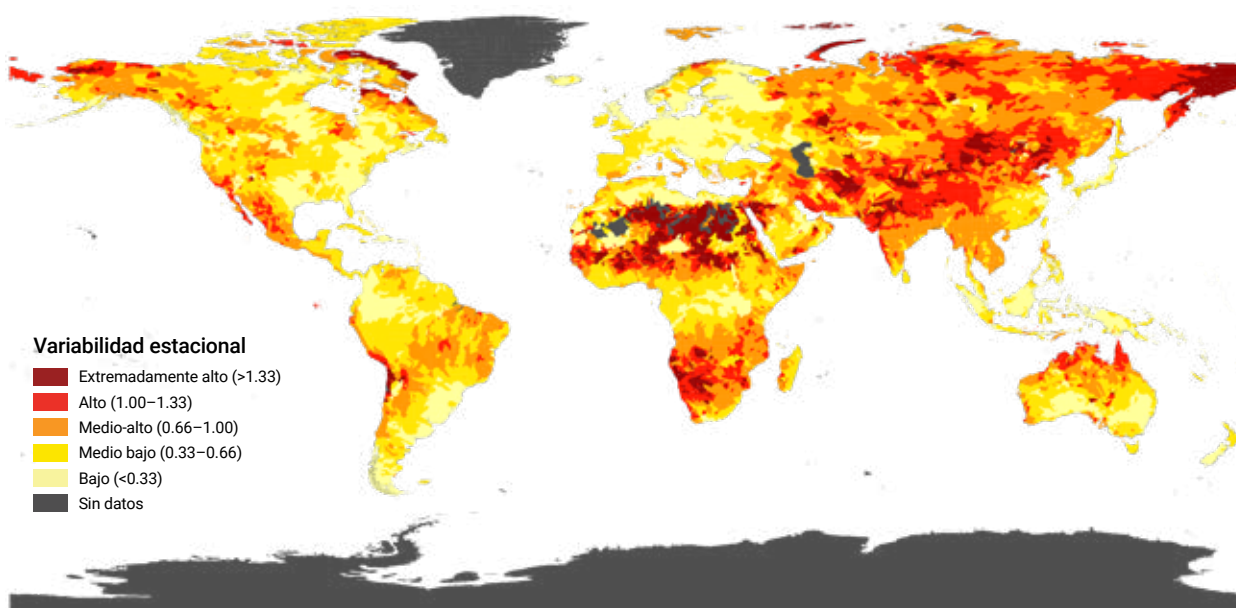 Variabilidad estacional
Extremadamente alto (>1.33)
Alto (1.00–1.33)
Medio-alto (0.66–1.00)
Medio bajo (0.33–0.66)
Bajo (<0.33)
Sin datos